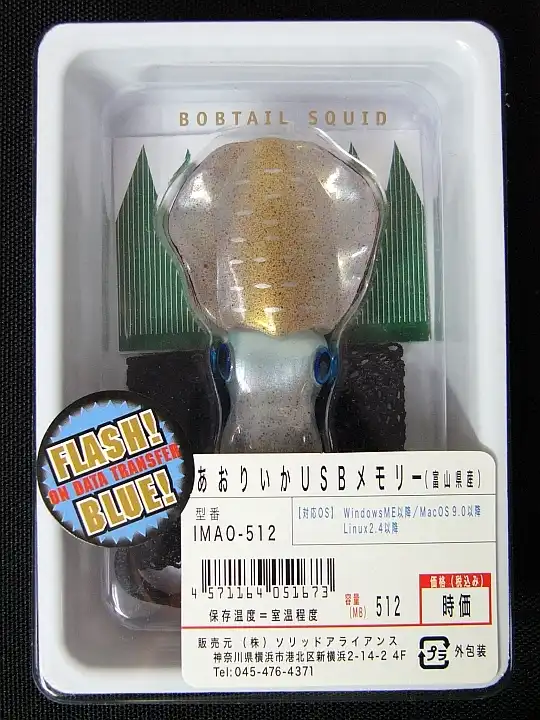 BOBTAIL SQUID
FLASH!
ON DATA TRANSFER
BLUE!
あおりいかUSBメモリー(富山県産)
型番
IMAO-512
【対応OS】 WindowsME以降/MacOS 9.0以降
Linux2.4以降
4 571164 051673
保存温度=室温程度
容量
(MB) 512
価格(税込み)
時価
販売元 (株)ソリッドアライアンス
神奈川県横浜市港北区新横浜2-14-2 4F
Tel:045-476-4371
プラ 外包装